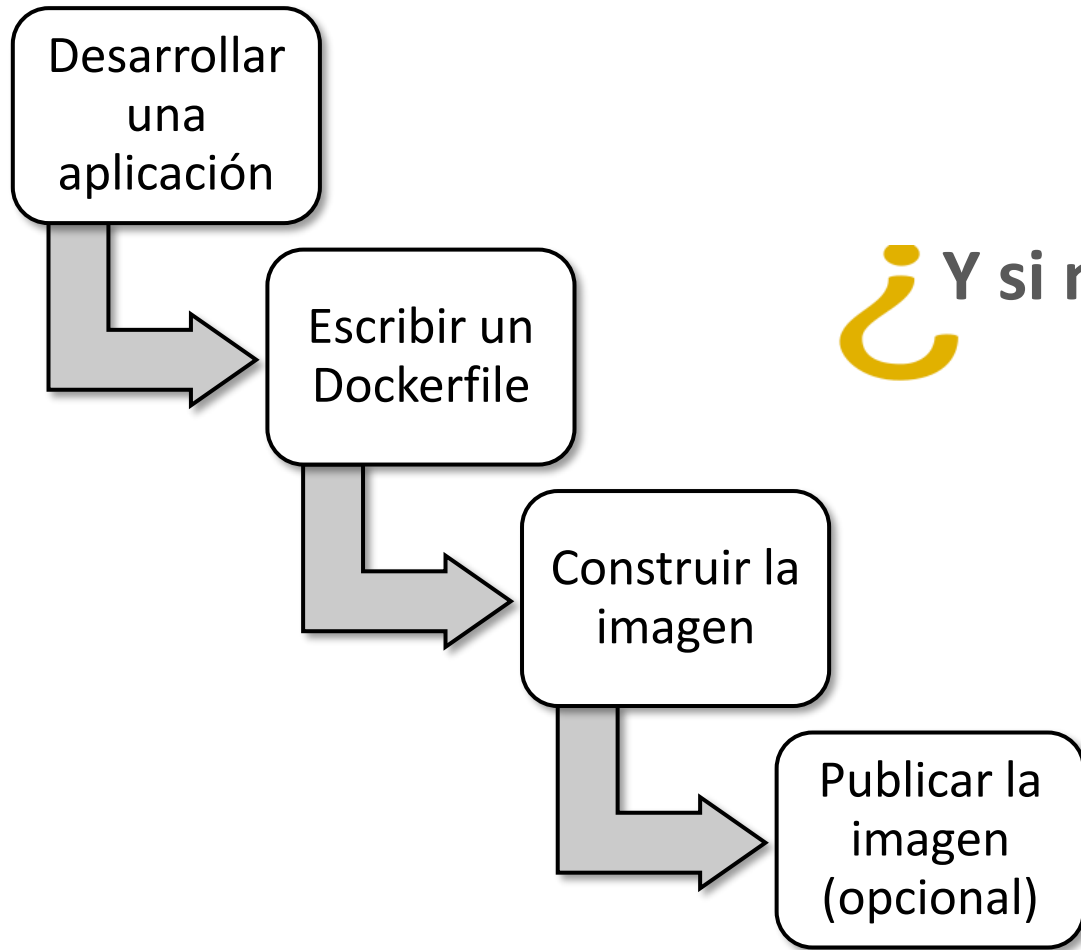 Desarrollar
una
aplicación
¿Y si
Escribir un
Dockerfile
Construir la
imagen
Publicar la
imagen
(opcional)